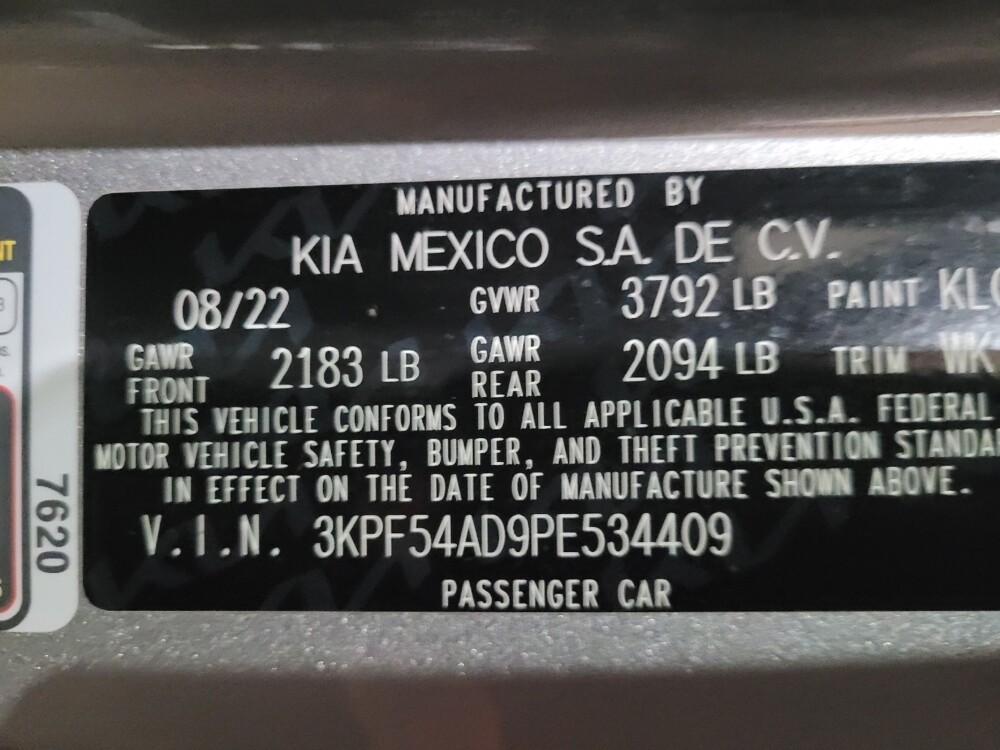 MANUFACTURED BY
KIA MEXICO S.A. DE C.V.
08/22 GVWR 3792 LB PAINT
GAWR FRONT 2183 LB GAWR REAR 2094 LB TRIM
THIS VEHICLE CONFORMS TO ALL APPLICABLE U.S.A. FEDERAL
MOTOR VEHICLE SAFETY, BUMPER, AND THEFT PREVENTION
IN EFFECT ON THE DATE OF MANUFACTURE SHOWN ABOVE.
V.I.N. 3KPF54AD9PE534409
PASSENGER CAR
7620